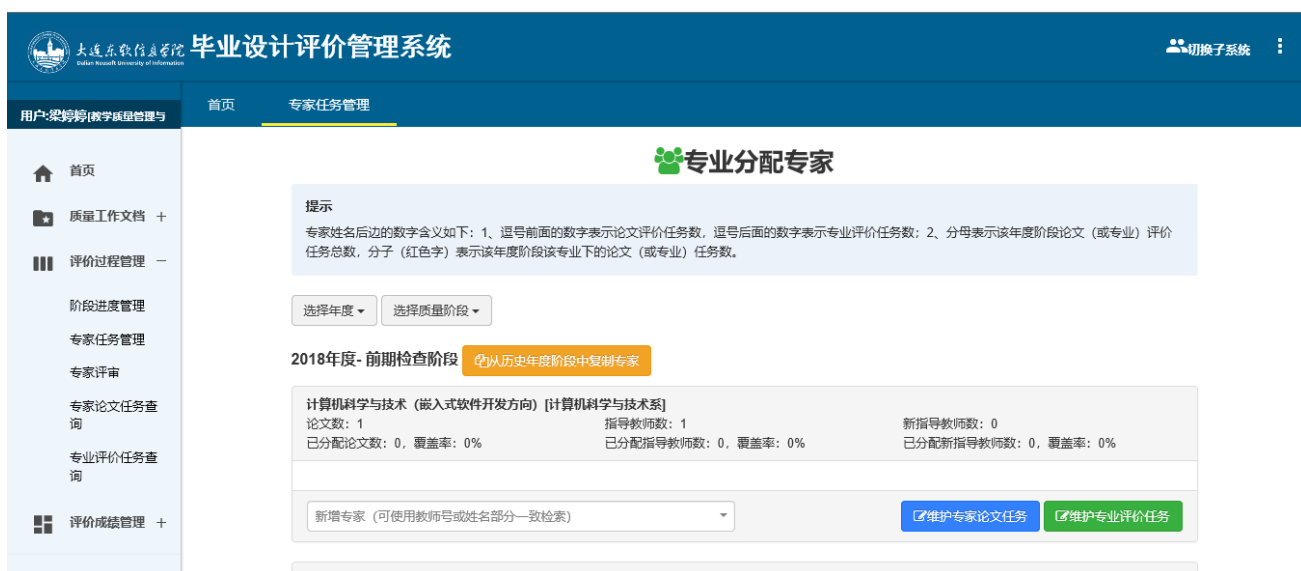 大连东软信息学院 毕业设计评价管理系统
Dalian Neusoft University of Information
切换子系统
用户:梁婷婷[教学质量管理与
首页 专家任务管理
首页
质量工作文档 +
评价过程管理 −
阶段进度管理
专家任务管理
专家评审
专家论文任务查
询
专业评价任务查
询
评价成绩管理 +
专业分配专家
提示
专家姓名后边的数字含义如下：1、逗号前面的数字表示论文评价任务数，逗号后面的数字表示专业评价任务数；2、分母表示该年度阶段论文（或专业）评价
任务总数，分子（红色字）表示该年度阶段该专业下的论文（或专业）任务数。
选择年度 选择质量阶段
2018年度- 前期检查阶段 从历史年度阶段中复制专家
计算机科学与技术（嵌入式软件开发方向）[计算机科学与技术系]
论文数：1 指导教师数：1 新指导教师数：0
已分配论文数：0，覆盖率：0% 已分配指导教师数：0，覆盖率：0% 已分配新指导教师数：0，覆盖率：0%
新增专家（可使用教师号或姓名部分一致检索） 维护专家论文任务 维护专业评价任务